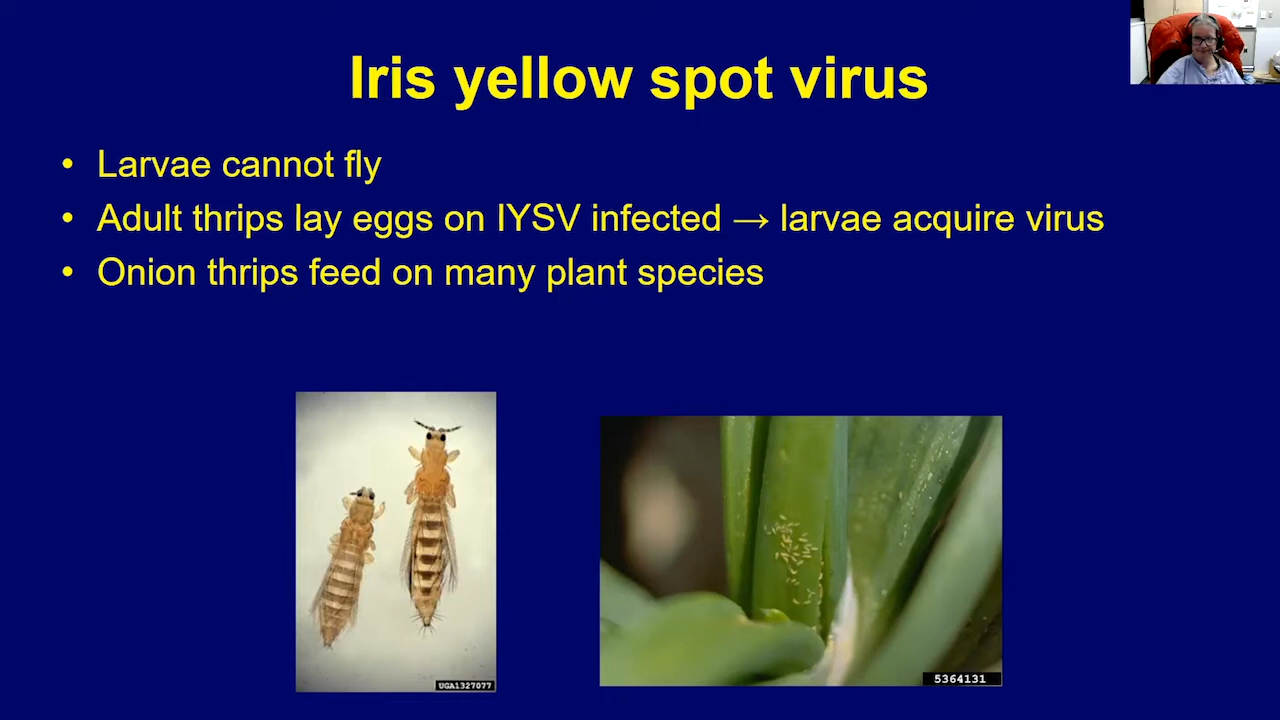 Iris yellow spot virus
• Larvae cannot fly
• Adult thrips lay eggs on IYSV infected → larvae acquire virus
• Onion thrips feed on many plant species
UGA1327077
5364131